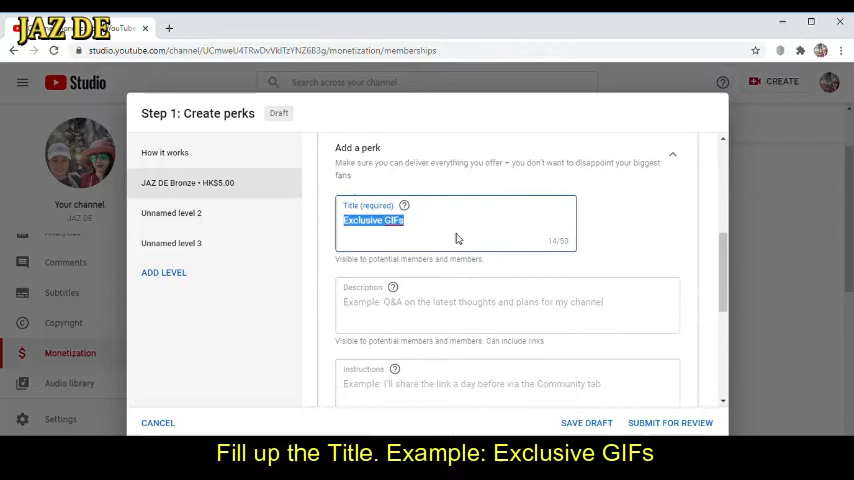 JAZ DE
YouTube
studio.youtube.com/channel/UCmweU4TRwDvVklTzYNZ6B3g/monetization/memberships
Studio
Search across your channel
CREATE
Step 1: Create perks
Draft
How it works
JAZ DE Bronze • HK$5.00
Unnamed level 2
Unnamed level 3
ADD LEVEL
Your channel
JAZ DE
Comments
Subtitles
Copyright
Monetization
Audio library
Settings
Add a perk
Make sure you can deliver everything you offer – you don't want to disappoint your biggest
fans
Title (required)
Exclusive GIFs
14/50
Visible to potential members and members.
Description
Example: Q&A on the latest thoughts and plans for my channel
Visible to potential members and members. Can include links
Instructions
Example: I'll share the link a day before via the Community tab
CANCEL
SAVE DRAFT
SUBMIT FOR REVIEW
Fill up the Title. Example: Exclusive GIFs